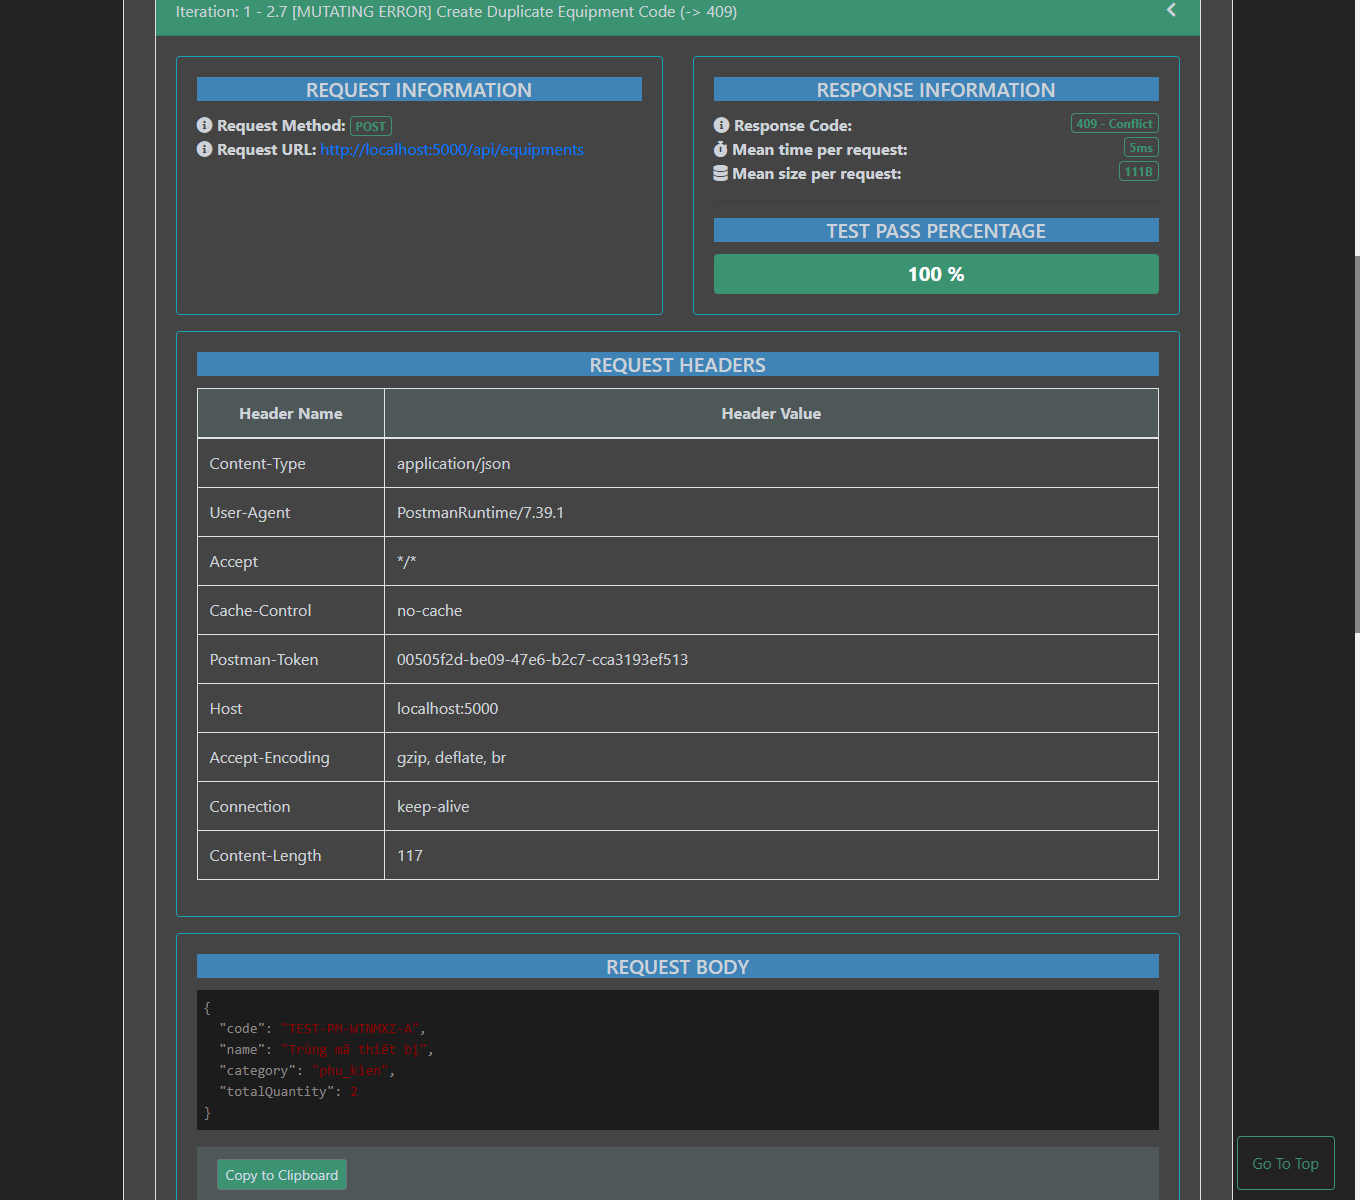 Iteration: 1 - 2.7 [MUTATING ERROR] Create Duplicate Equipment Code (-> 409)
REQUEST INFORMATION
Request Method: POST
Request URL: http://localhost:5000/api/equipments
RESPONSE INFORMATION
Response Code: 409 - Conflict
Mean time per request: 5ms
Mean size per request: 111B
TEST PASS PERCENTAGE
100 %
REQUEST HEADERS
Header Name Header Value
Content-Type application/json
User-Agent PostmanRuntime/7.39.1
Accept */*
Cache-Control no-cache
Postman-Token 00505f2d-be09-47e6-b2c7-cca3193ef513
Host localhost:5000
Accept-Encoding gzip, deflate, br
Connection keep-alive
Content-Length 117
REQUEST BODY
{
"code": "TEST-PM-WTNMXZ-A",
"name": "Trùng mã thiết bị",
"category": "phu_kien",
"totalQuantity": 2
}
Copy to Clipboard
Go To Top